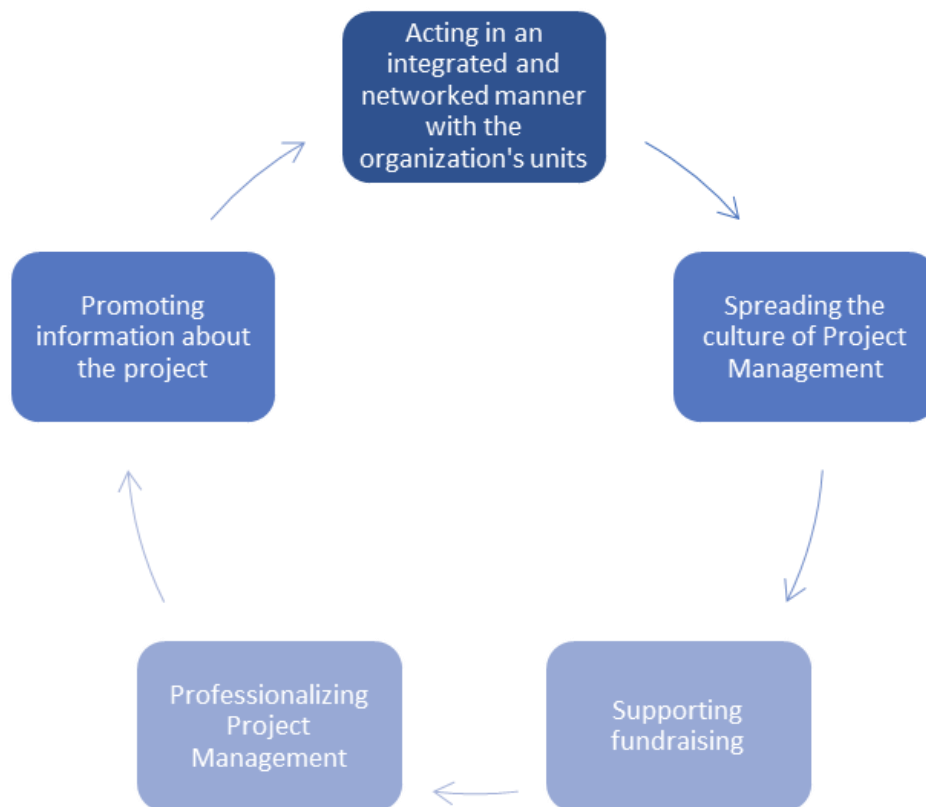 Acting in an
integrated and
networked manner
with the
organization's units
Spreading the
culture of Project
Management
Supporting
fundraising
Professionalizing
Project
Management
Promoting
information about
the project